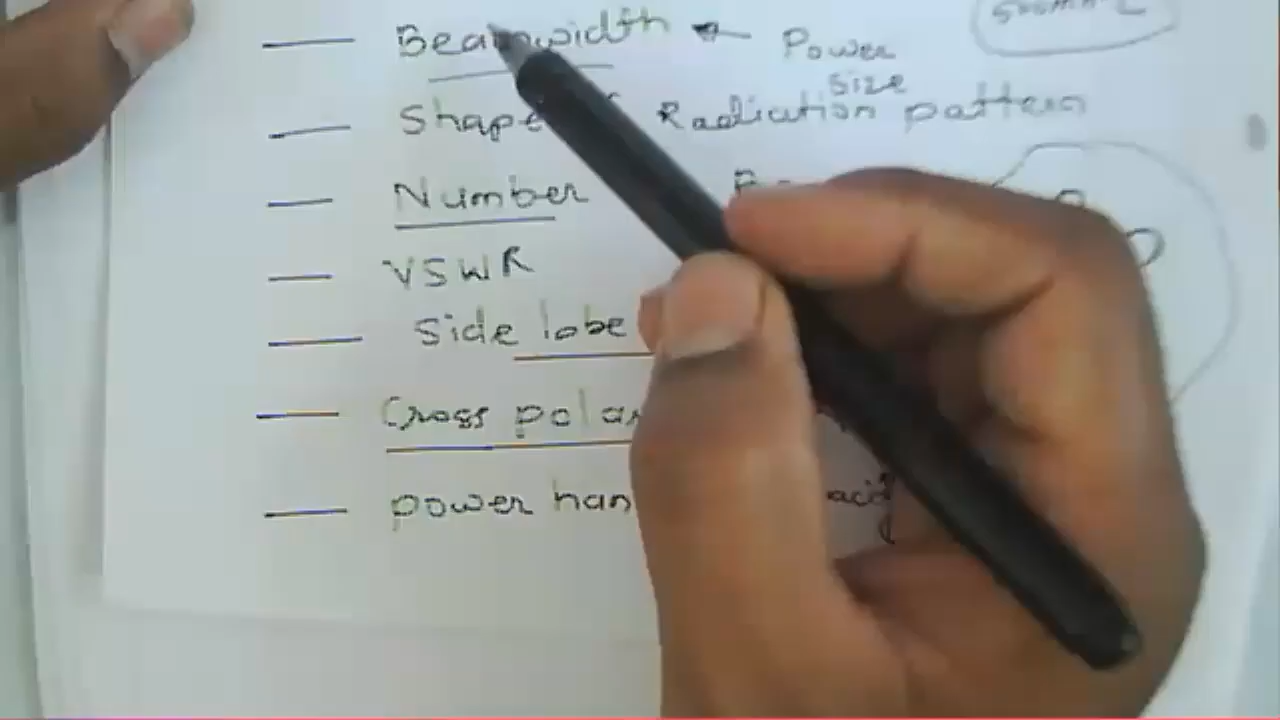 Beamwidth Power
Size
Shape Radiation pattern
Number
VSWR
Side lobe
Cross
power